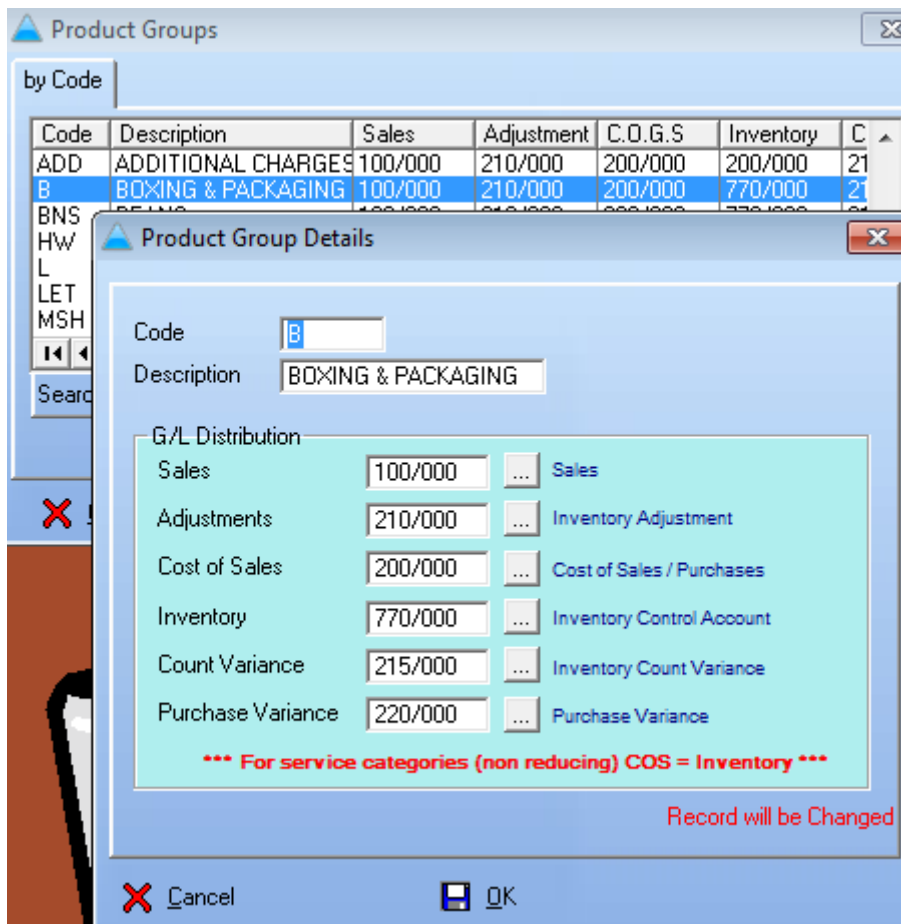 Product Groups
by Code
Code Description Sales Adjustment C.O.G.S Inventory C
ADD ADDITIONAL CHARGES 100/000 210/000 200/000 200/000 21
B BOXING & PACKAGING 100/000 210/000 200/000 770/000 21
BNS
HW
L
LET
MSH
Searc
Product Group Details
Code B
Description BOXING & PACKAGING
G/L Distribution
Sales 100/000 ... Sales
Adjustments 210/000 ... Inventory Adjustment
Cost of Sales 200/000 ... Cost of Sales / Purchases
Inventory 770/000 ... Inventory Control Account
Count Variance 215/000 ... Inventory Count Variance
Purchase Variance 220/000 ... Purchase Variance
*** For service categories (non reducing) COS = Inventory ***
Record will be Changed
Cancel OK